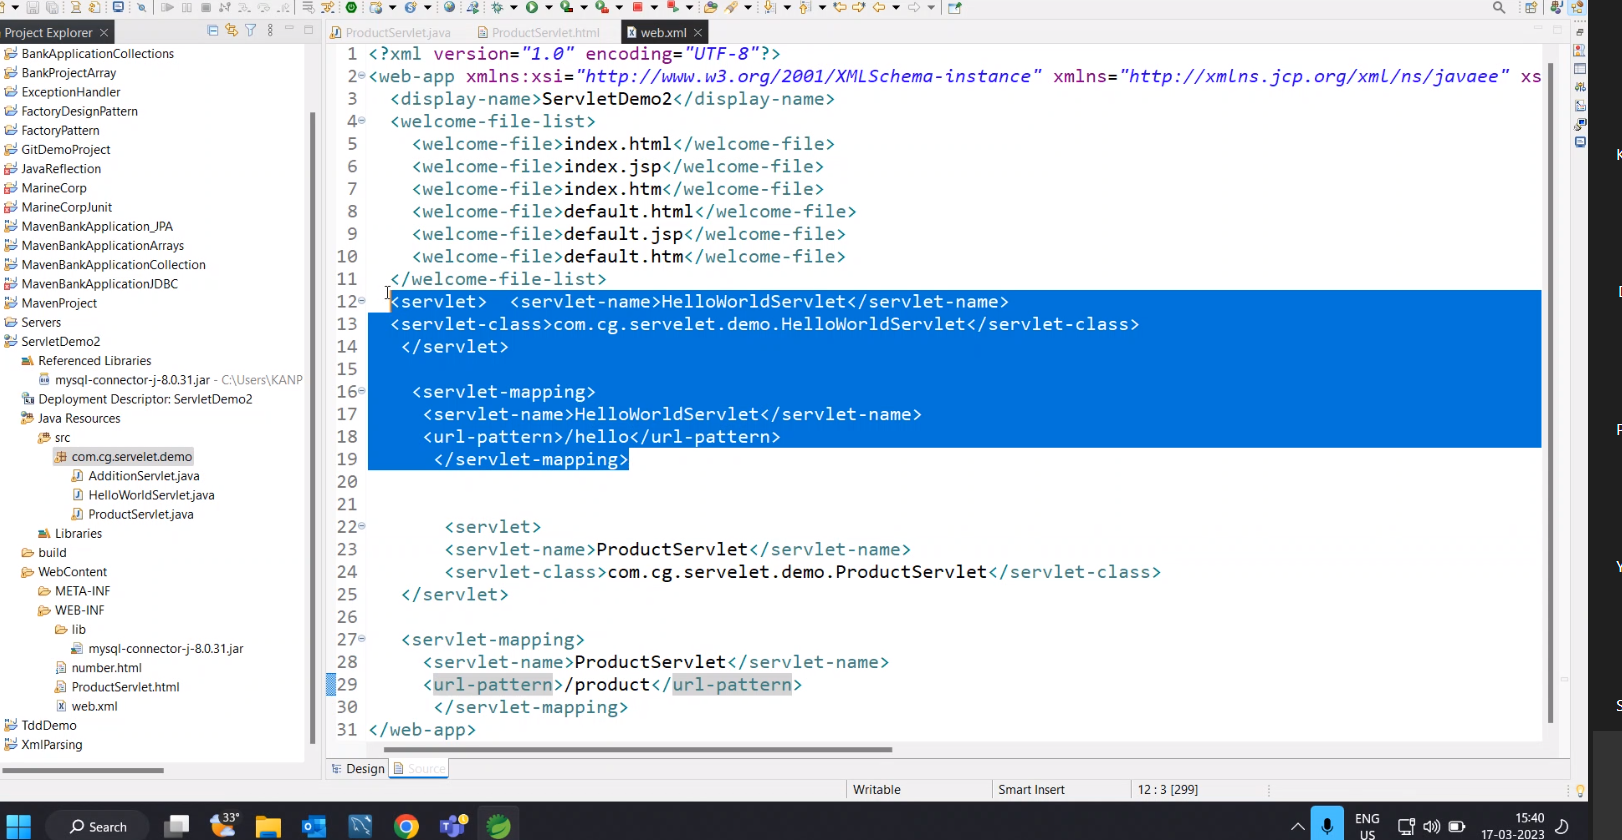 Project Explorer
BankApplicationCollections
BankProjectArray
ExceptionHandler
FactoryDesignPattern
FactoryPattern
GitDemoProject
JavaReflection
MarineCorp
MarineCorpJunit
MavenBankApplication_JPA
MavenBankApplicationArrays
MavenBankApplicationCollection
MavenBankApplicationJDBC
MavenProject
Servers
ServletDemo2
Referenced Libraries
mysql-connector-j-8.0.31.jar - C:\Users\KANP
Deployment Descriptor: ServletDemo2
Java Resources
src
com.cg.servelet.demo
AdditionServlet.java
HelloWorldServlet.java
ProductServlet.java
Libraries
build
WebContent
META-INF
WEB-INF
lib
mysql-connector-j-8.0.31.jar
number.html
ProductServlet.html
web.xml
TddDemo
XmlParsing
ProductServlet.java ProductServlet.html web.xml
1 <?xml version="1.0" encoding="UTF-8"?>
2 <web-app xmlns:xsi="http://www.w3.org/2001/XMLSchema-instance" xmlns="http://xmlns.jcp.org/xml/ns/javaee" xs
3 <display-name>ServletDemo2</display-name>
4 <welcome-file-list>
5 <welcome-file>index.html</welcome-file>
6 <welcome-file>index.jsp</welcome-file>
7 <welcome-file>index.htm</welcome-file>
8 <welcome-file>default.html</welcome-file>
9 <welcome-file>default.jsp</welcome-file>
10 <welcome-file>default.htm</welcome-file>
11 </welcome-file-list>
12 <servlet> <servlet-name>HelloWorldServlet</servlet-name>
13 <servlet-class>com.cg.servelet.demo.HelloWorldServlet</servlet-class>
14 </servlet>
15
16 <servlet-mapping>
17 <servlet-name>HelloWorldServlet</servlet-name>
18 <url-pattern>/hello</url-pattern>
19 </servlet-mapping>
20
21
22 <servlet>
23 <servlet-name>ProductServlet</servlet-name>
24 <servlet-class>com.cg.servelet.demo.ProductServlet</servlet-class>
25 </servlet>
26
27 <servlet-mapping>
28 <servlet-name>ProductServlet</servlet-name>
29 <url-pattern>/product</url-pattern>
30 </servlet-mapping>
31 </web-app>
Design Source
Writable Smart Insert 12 : 3 [299]
33°
Search
ENG
US
15:40
17-03-2023